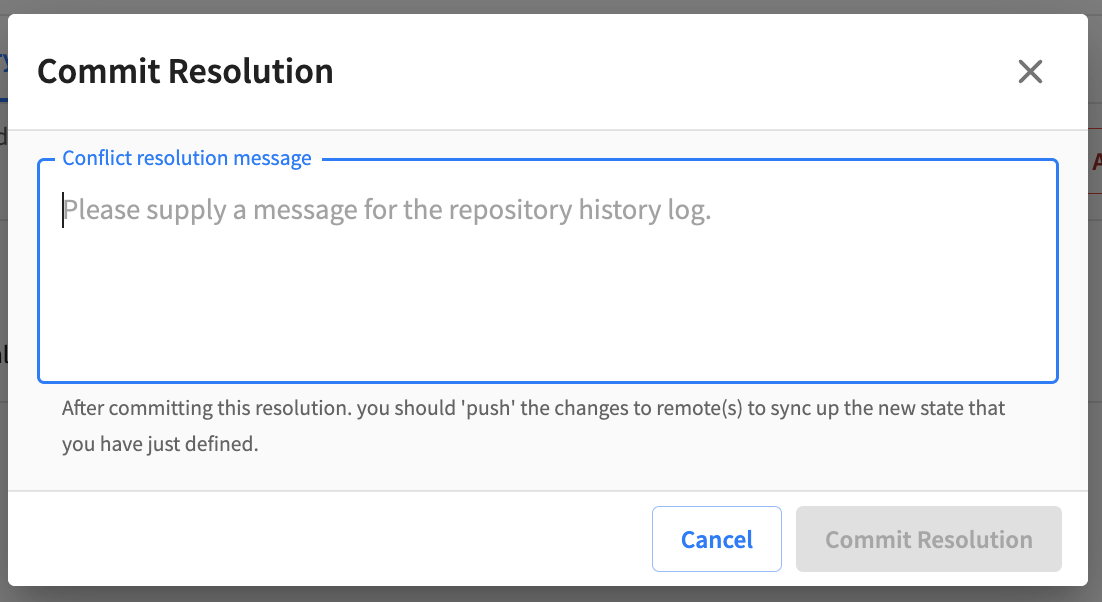 Commit Resolution
Conflict resolution message
Please supply a message for the repository history log.
After committing this resolution. you should 'push' the changes to remote(s) to sync up the new state that
you have just defined.
Cancel
Commit Resolution